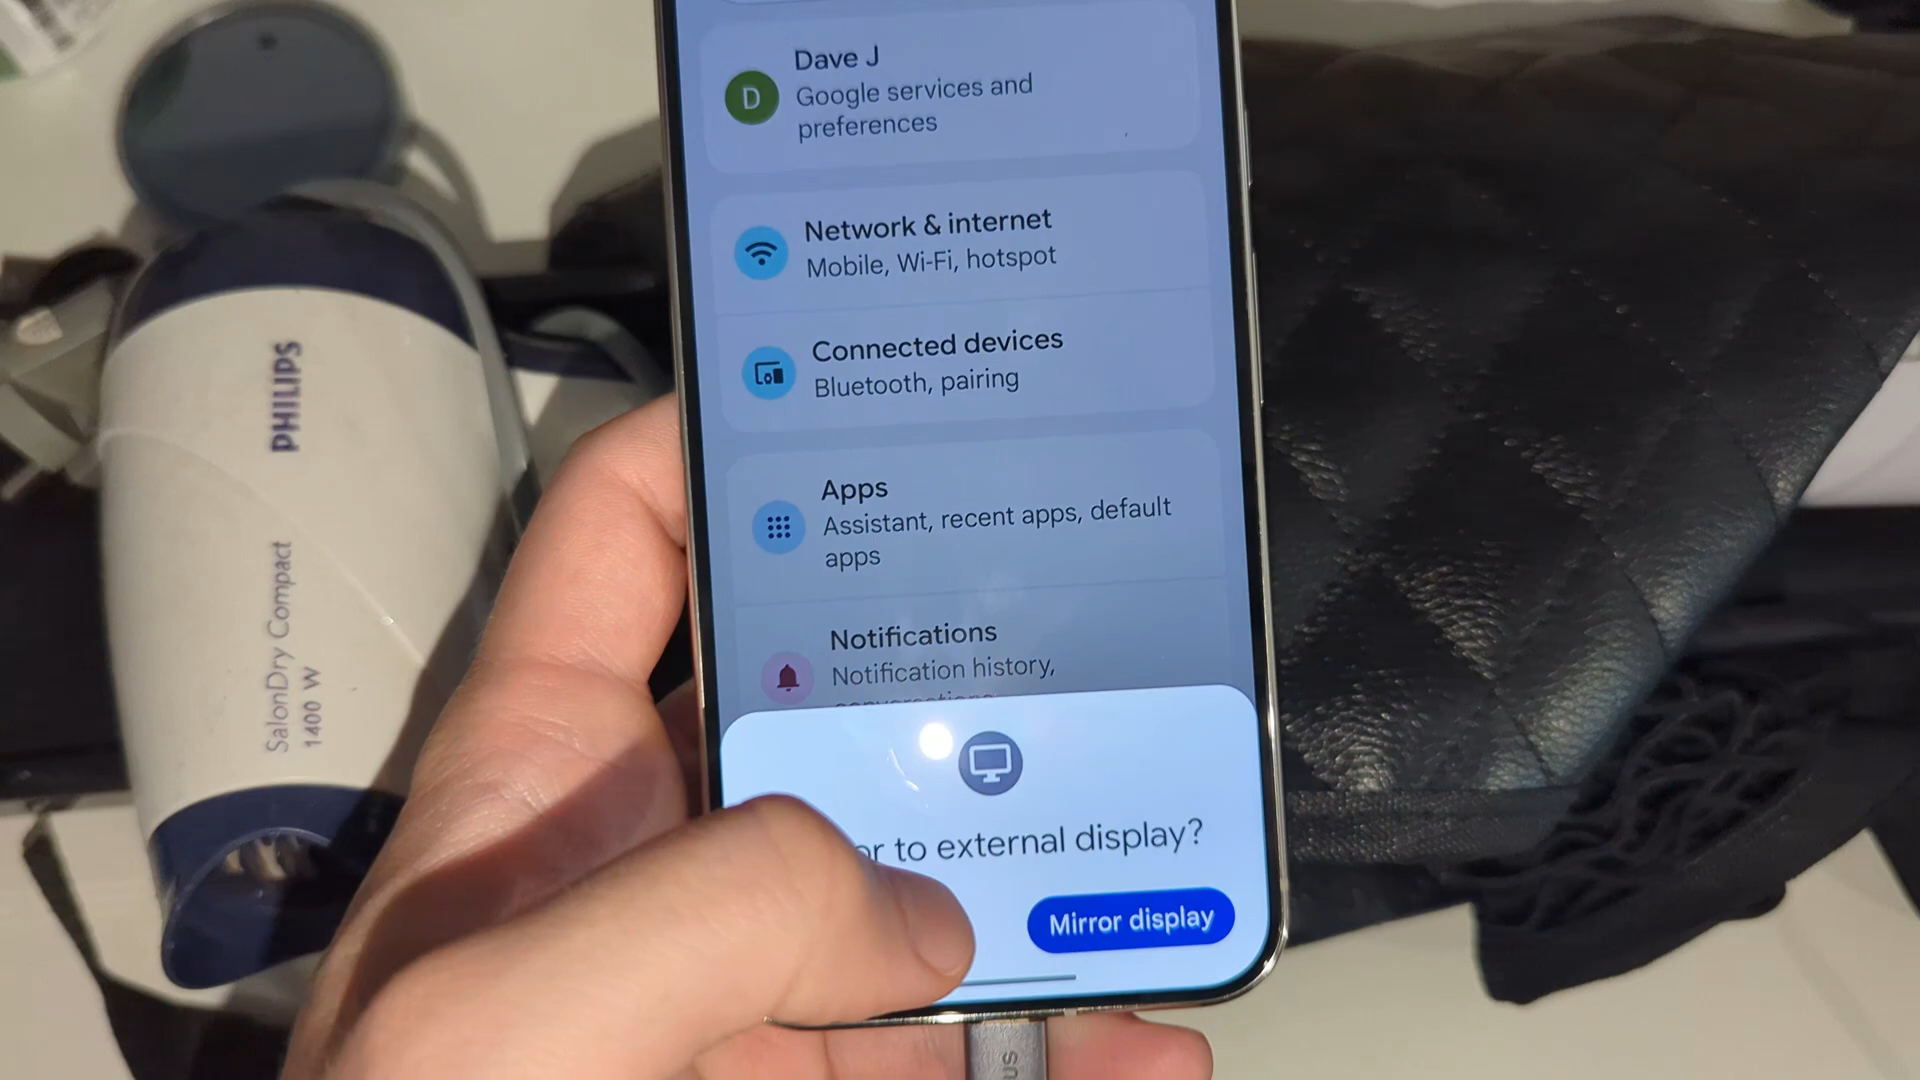 Dave J
D
Google services and
preferences
Network & internet
Mobile, Wi-Fi, hotspot
Connected devices
Bluetooth, pairing
Apps
Assistant, recent apps, default
apps
Notifications
Notification history,
to external display?
Mirror display
PHILIPS
SalonDry Compact
1400 W